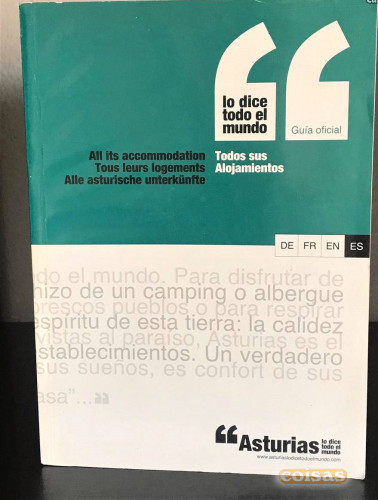 lo dice
todo el
mundo
Guía oficial
All its accommodation
Tous leurs logements
Alle asturische unterkünfte
Todos sus
Alojamientos
DE FR EN ES
do el mundo. Para disfrutar de
nizo de un camping o albergue
rescos pueblos o para respirar
espíritu de esta tierra: la calidez
vistas al paraíso, Asturias es el
stablecimientos. Un verdadero
sus sueños, es confort de sus
asa"...“
“Asturias
lo dice
todo el
mundo
www.asturiaslodicetodoelmundo.com
coisas